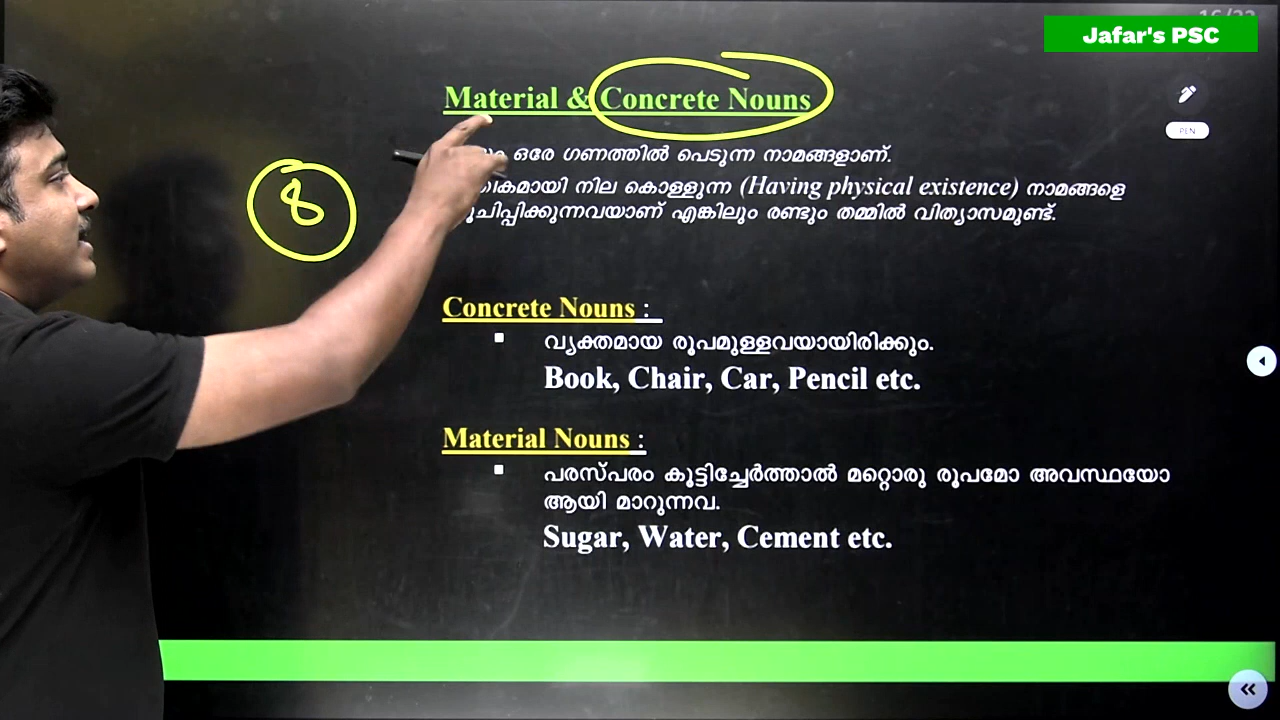 Jafar's PSC
Material & Concrete Nouns
PEN
8
ഒരേ ഗണത്തിൽ പെടുന്ന നാമങ്ങളാണ്.
നില കൊള്ളുന്ന (Having physical existence) നാമങ്ങളെ
എങ്കിലും രണ്ടും തമ്മിൽ വിത്യാസമുണ്ട്.
Concrete Nouns :
വ്യക്തമായ രൂപമുള്ളവയായിരിക്കും.
Book, Chair, Car, Pencil etc.
Material Nouns :
പരസ്പരം കൂട്ടിച്ചേർത്താൽ മറ്റൊരു രൂപമോ അവസ്ഥയോ
ആയി മാറുന്നവ.
Sugar, Water, Cement etc.